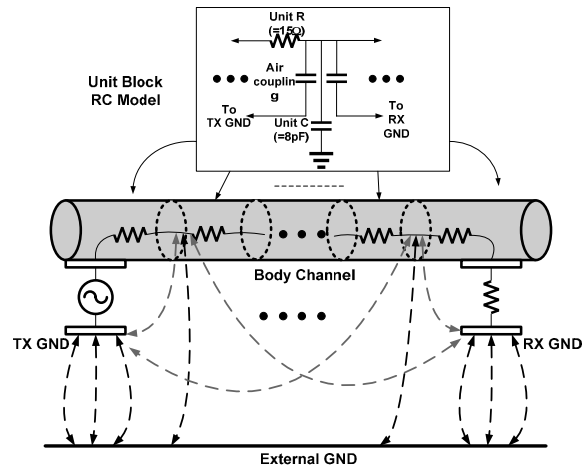 Unit R
(=15Ω)
Unit Block
RC Model
Air
couplin
g
To
TX GND
Unit C
(=8pF)
To
RX
GND
Body Channel
TX GND
RX GND
External GND